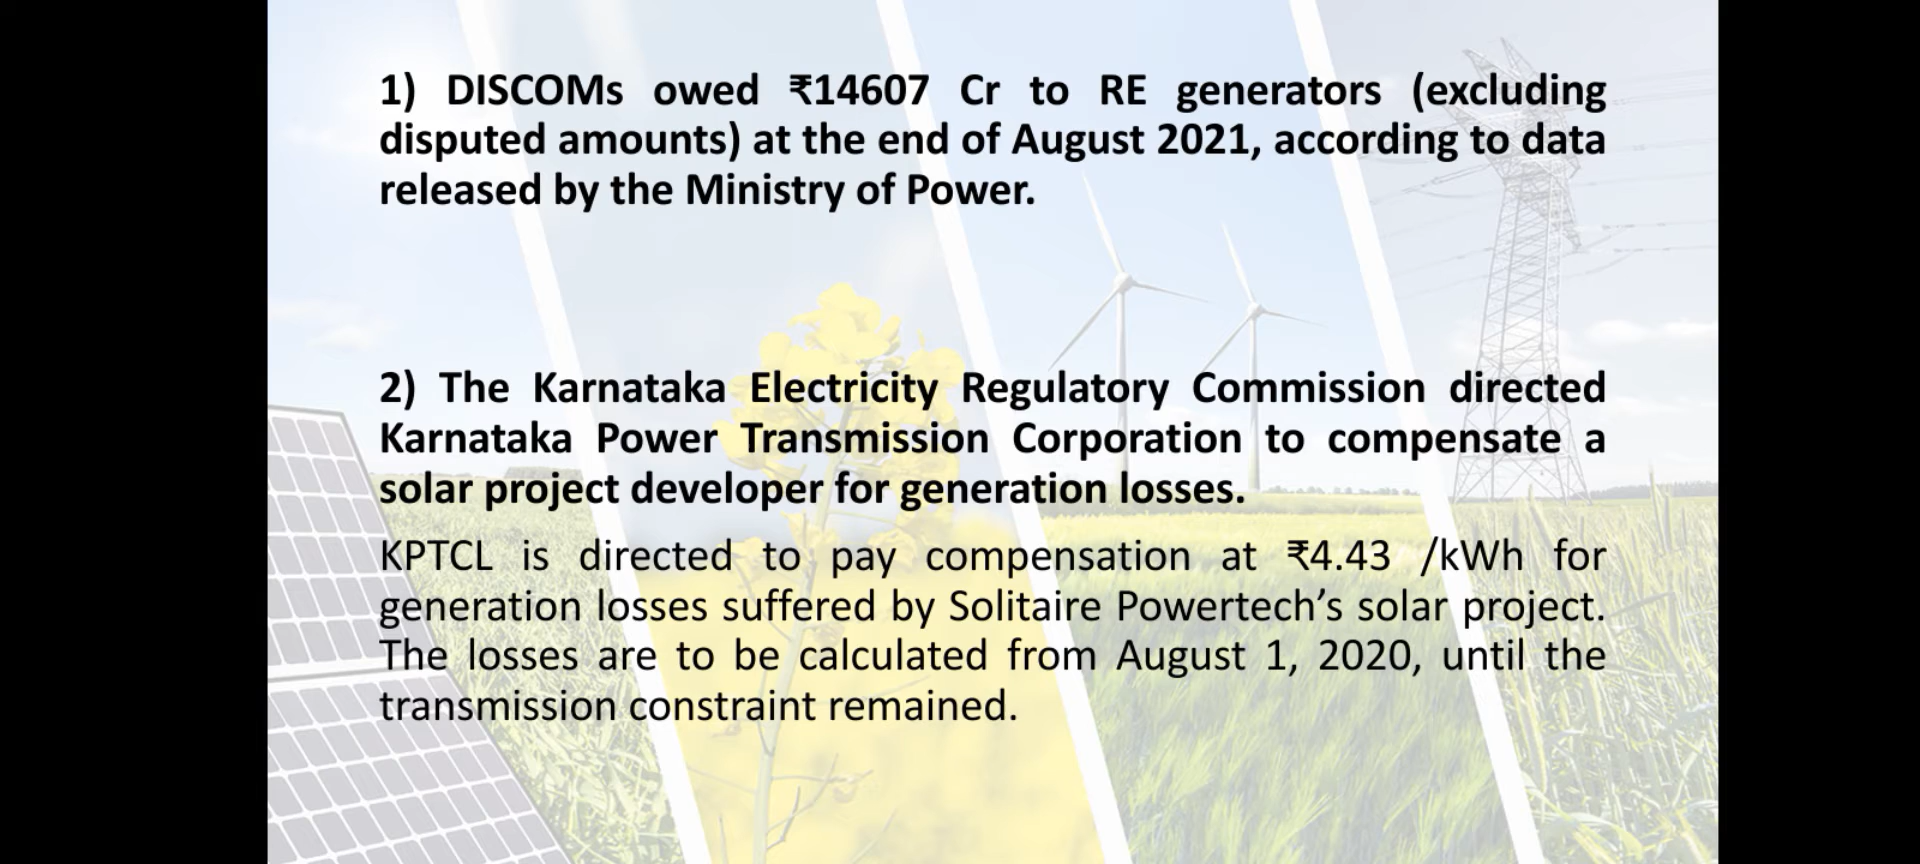 1) DISCOMs owed ₹14607 Cr to RE generators (excluding
disputed amounts) at the end of August 2021, according to data
released by the Ministry of Power.
2) The Karnataka Electricity Regulatory Commission directed
Karnataka Power Transmission Corporation to compensate a
solar project developer for generation losses.
KPTCL is directed to pay compensation at ₹4.43 /kWh for
generation losses suffered by Solitaire Powertech’s solar project.
The losses are to be calculated from August 1, 2020, until the
transmission constraint remained.